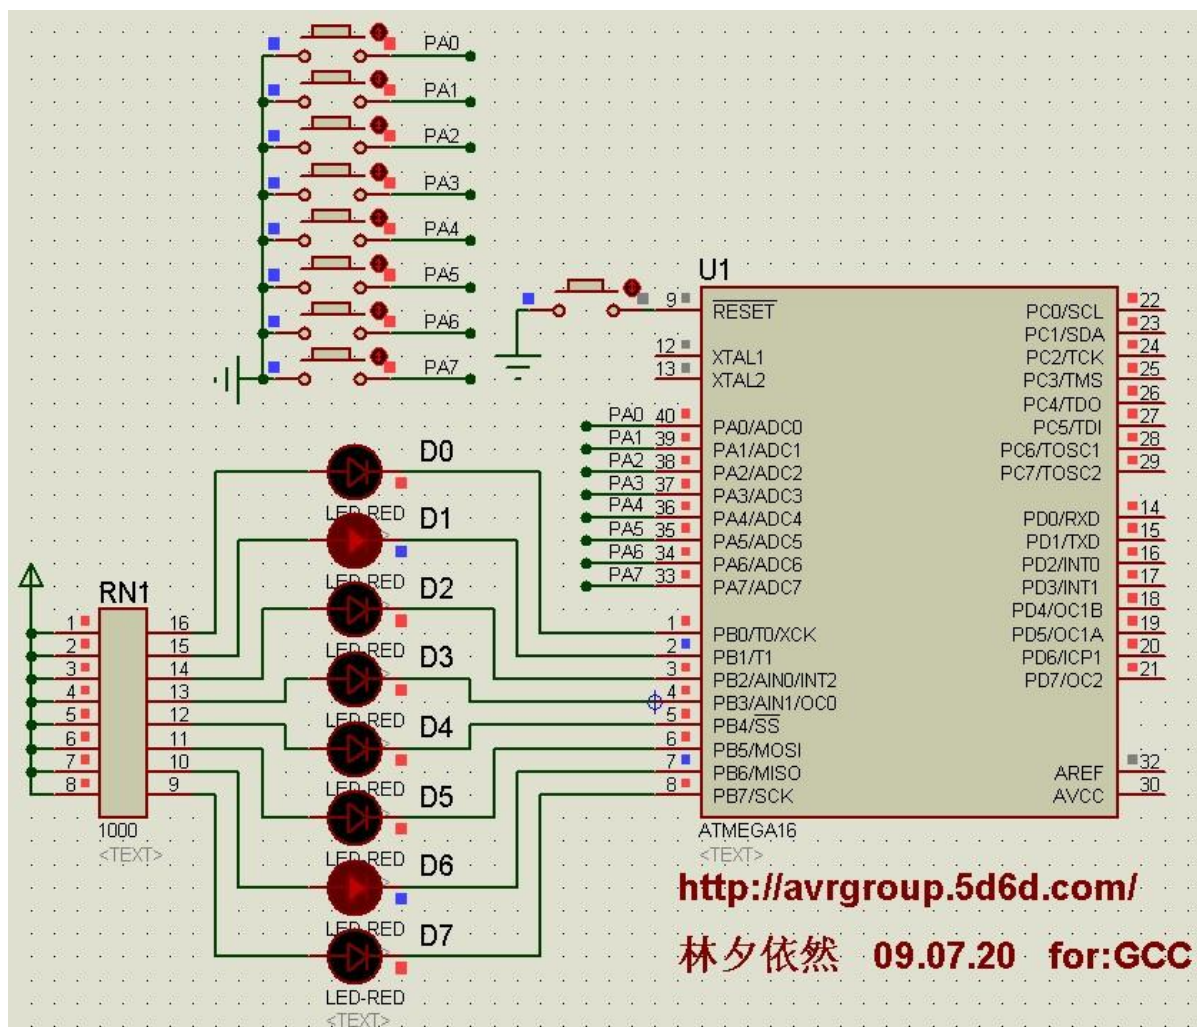 PA0
PA1
PA2
PA3
PA4
PA5
PA6
PA7
U1
9 RESET
12 XTAL1
13 XTAL2
PA0 40 PA0/ADC0
PA1 39 PA1/ADC1
PA2 38 PA2/ADC2
PA3 37 PA3/ADC3
PA4 36 PA4/ADC4
PA5 35 PA5/ADC5
PA6 34 PA6/ADC6
PA7 33 PA7/ADC7
1 PB0/T0/XCK
2 PB1/T1
3 PB2/AIN0/INT2
4 PB3/AIN1/OC0
5 PB4/SS
6 PB5/MOSI
7 PB6/MISO
8 PB7/SCK
PC0/SCL 22
PC1/SDA 23
PC2/TCK 24
PC3/TMS 25
PC4/TDO 26
PC5/TDI 27
PC6/TOSC1 28
PC7/TOSC2 29
PD0/RXD 14
PD1/TXD 15
PD2/INT0 16
PD3/INT1 17
PD4/OC1B 18
PD5/OC1A 19
PD6/ICP1 20
PD7/OC2 21
AREF 32
AVCC 30
ATMEGA16
<TEXT>
D0
LED-RED
D1
LED-RED
D2
LED-RED
D3
LED-RED
D4
LED-RED
D5
LED-RED
D6
LED-RED
D7
LED-RED
<TEXT>
RN1
1 16
2 15
3 14
4 13
5 12
6 11
7 10
8 9
1000
<TEXT>
http://avrgroup.5d6d.com/
林夕依然 09.07.20 for:GCC